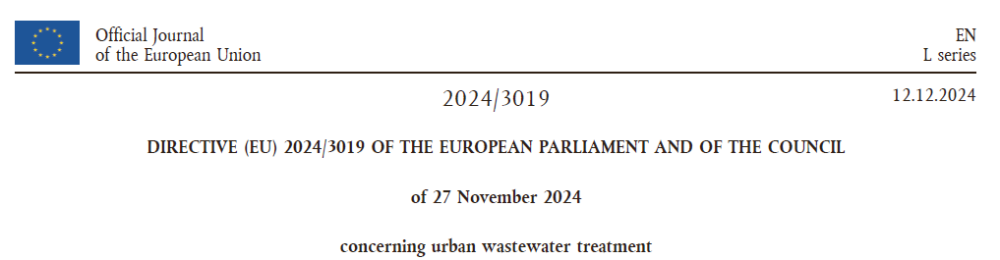 Official Journal
of the European Union
EN
L series
2024/3019
12.12.2024
DIRECTIVE (EU) 2024/3019 OF THE EUROPEAN PARLIAMENT AND OF THE COUNCIL
of 27 November 2024
concerning urban wastewater treatment